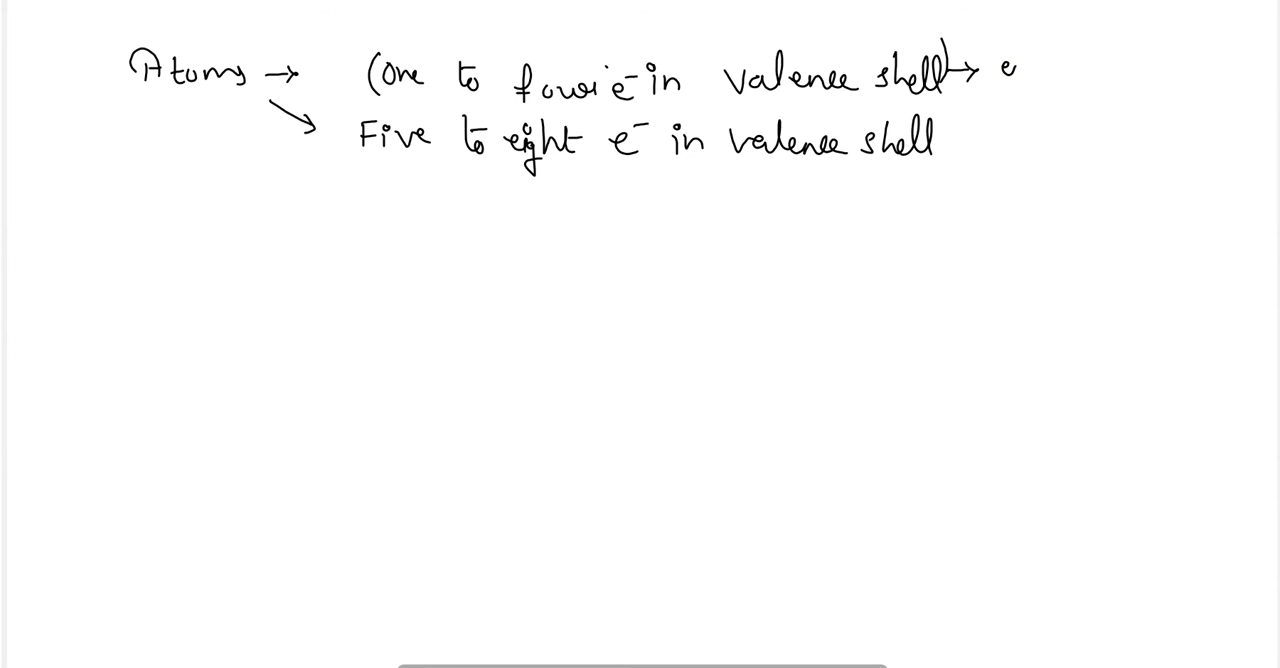 Atoms → (one to four e⁻ in valence shell) → e
↘ Five to eight e⁻ in valence shell